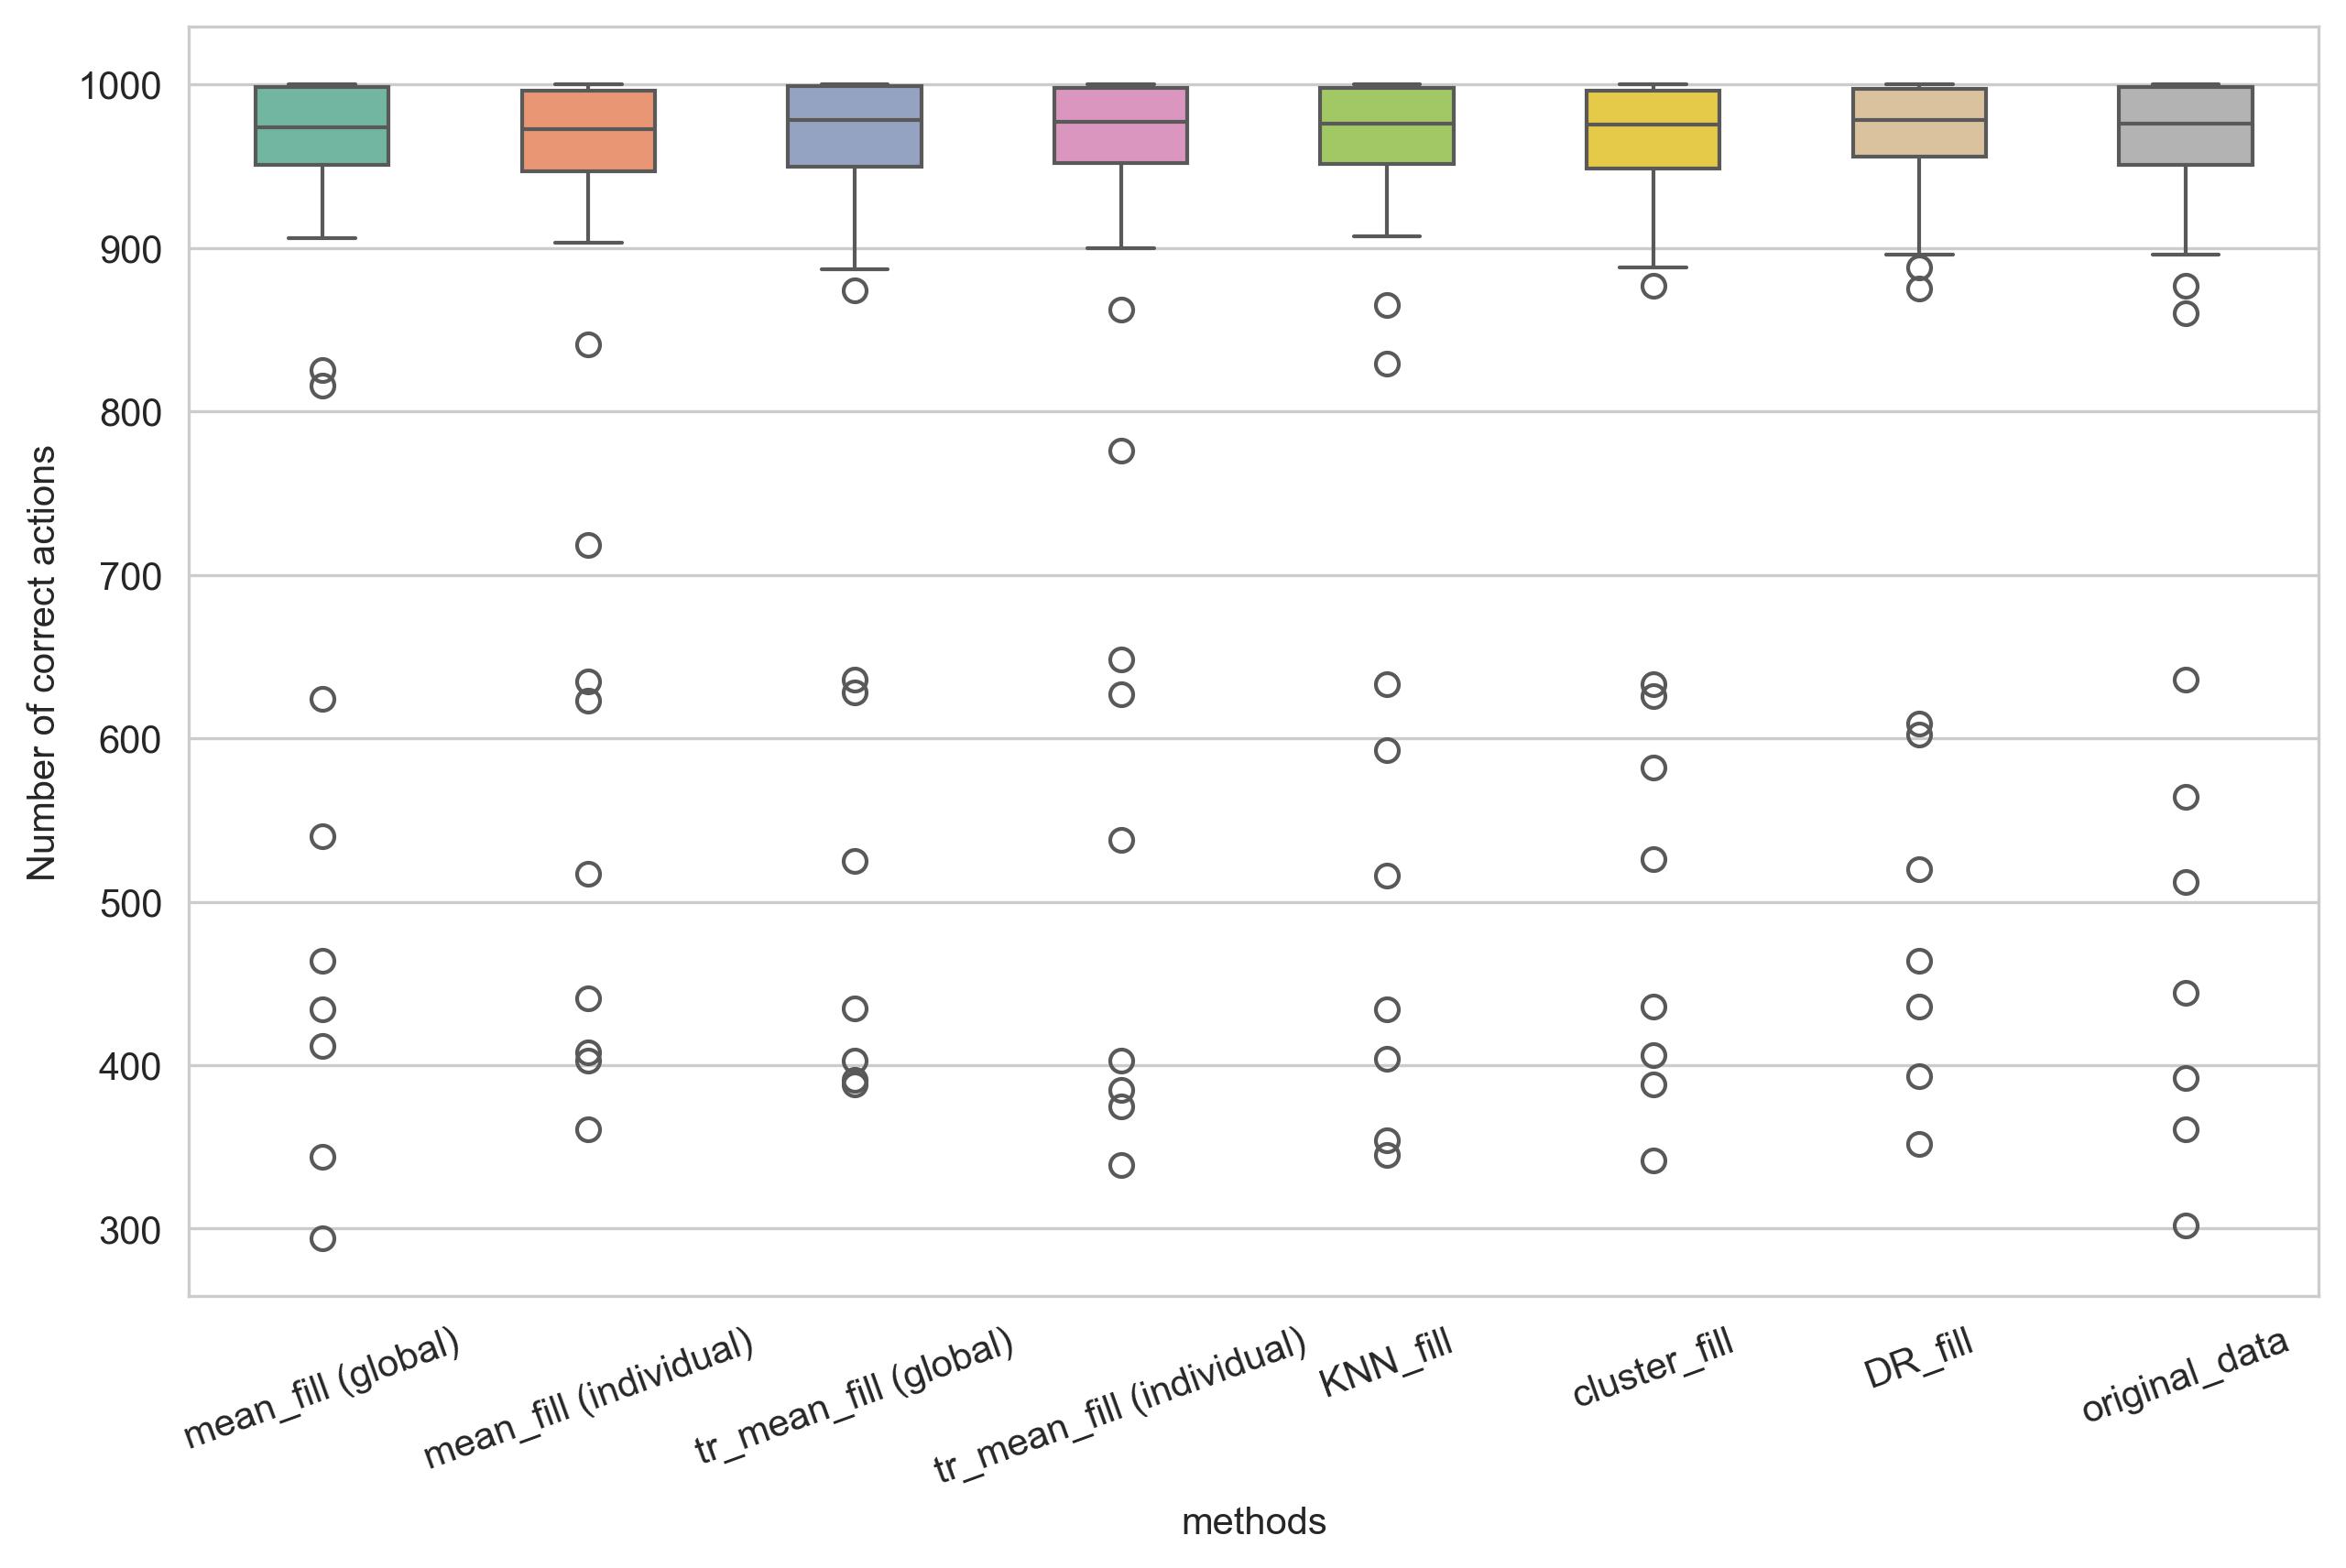 Number of correct actions
1000
900
800
700
600
500
400
300
mean_fill (global)
mean_fill (individual)
tr_mean_fill (global)
tr_mean_fill (individual)
KNN_fill
cluster_fill
DR_fill
original_data
methods